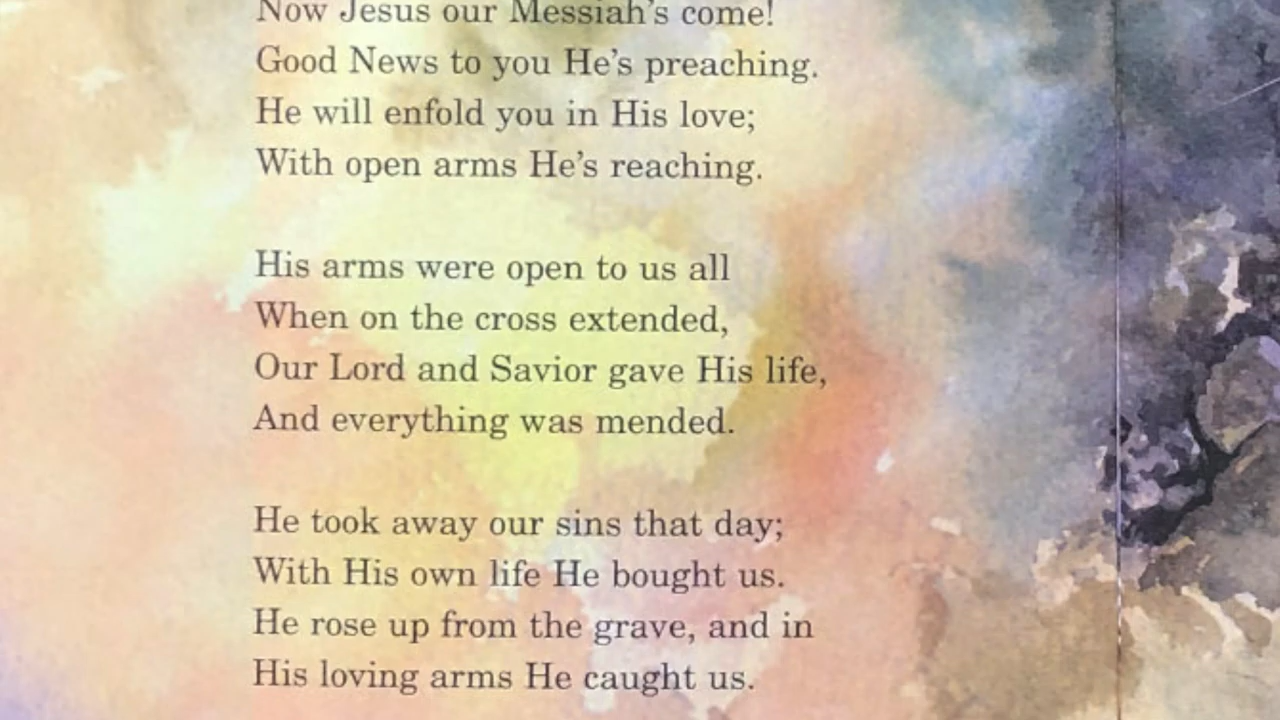 Now Jesus our Messiah's come!
Good News to you He's preaching.
He will enfold you in His love;
With open arms He's reaching.
His arms were open to us all
When on the cross extended,
Our Lord and Savior gave His life,
And everything was mended.
He took away our sins that day;
With His own life He bought us.
He rose up from the grave, and in
His loving arms He caught us.